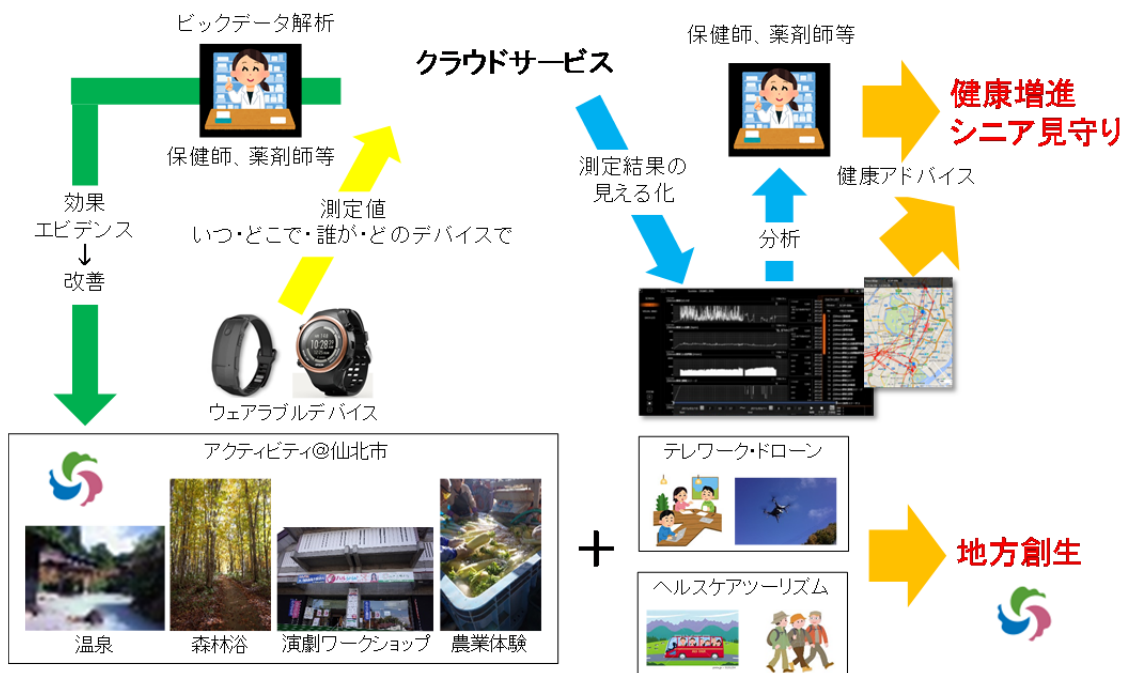 ビックデータ解析
保健師、薬剤師等
クラウドサービス
保健師、薬剤師等
健康増進
シニア見守り
健康アドバイス
測定結果の
見える化
分析
効果
エビデンス
↓
改善
測定値
いつ・どこで・誰が・どのデバイスで
ウェアラブルデバイス
アクティビティ@仙北市
温泉
森林浴
演劇ワークショップ
農業体験
+
テレワーク・ドローン
ヘルスケアツーリズム
地方創生